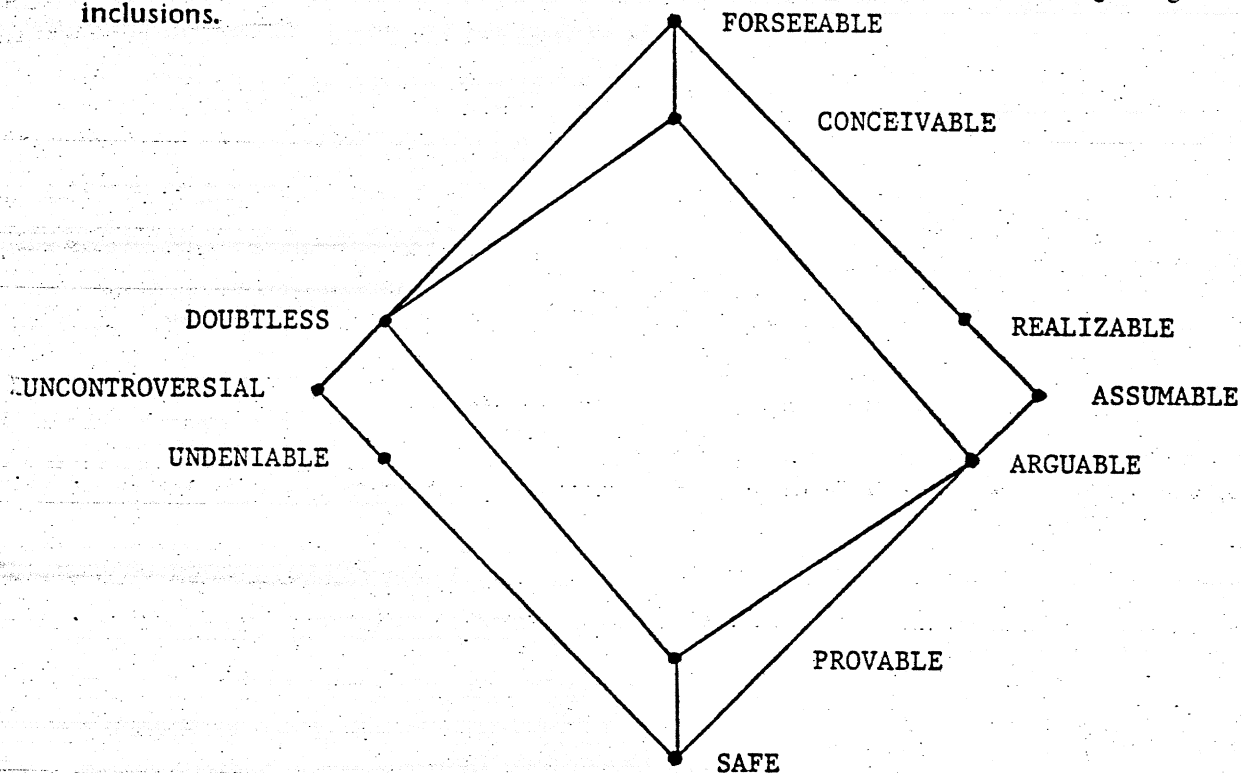 inclusions.
FORSEEABLE
CONCEIVABLE
DOUBTLESS
REALIZABLE
UNCONTROVERSIAL
ASSUMABLE
UNDENIABLE
ARGUABLE
PROVABLE
SAFE